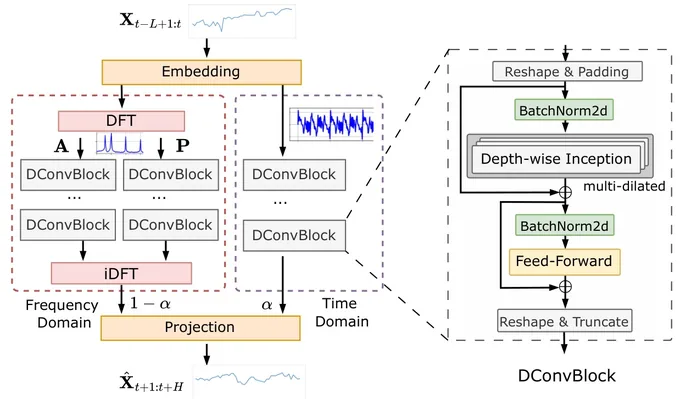 X_{t−L+1:t}
Embedding
DFT
A
P
DConvBlock
DConvBlock
...
...
DConvBlock
DConvBlock
iDFT
Frequency
Domain
1 − α
DConvBlock
...
DConvBlock
α
Time
Domain
Projection
X̂_{t+1:t+H}
Reshape & Padding
BatchNorm2d
Depth-wise Inception
multi-dilated
BatchNorm2d
Feed-Forward
Reshape & Truncate
DConvBlock